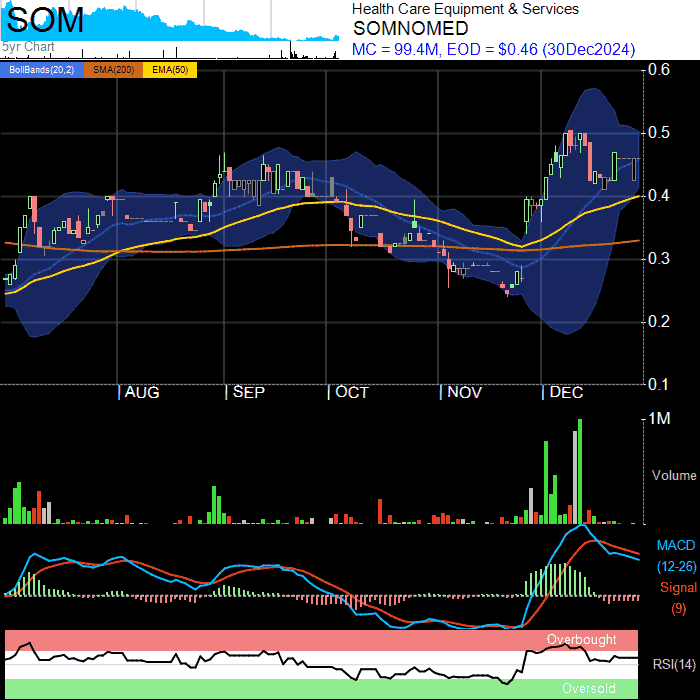 SOM
5yr Chart
Health Care Equipment & Services
SOMNOMED
MC = 99.4M, EOD = $0.46 (30Dec2024)
BollBands(20,2) SMA(200) EMA(50)
0.6
0.5
0.4
0.3
0.2
0.1
AUG SEP OCT NOV DEC
1M
Volume
MACD
(12-26)
Signal
(9)
Overbought
RSI(14)
Oversold